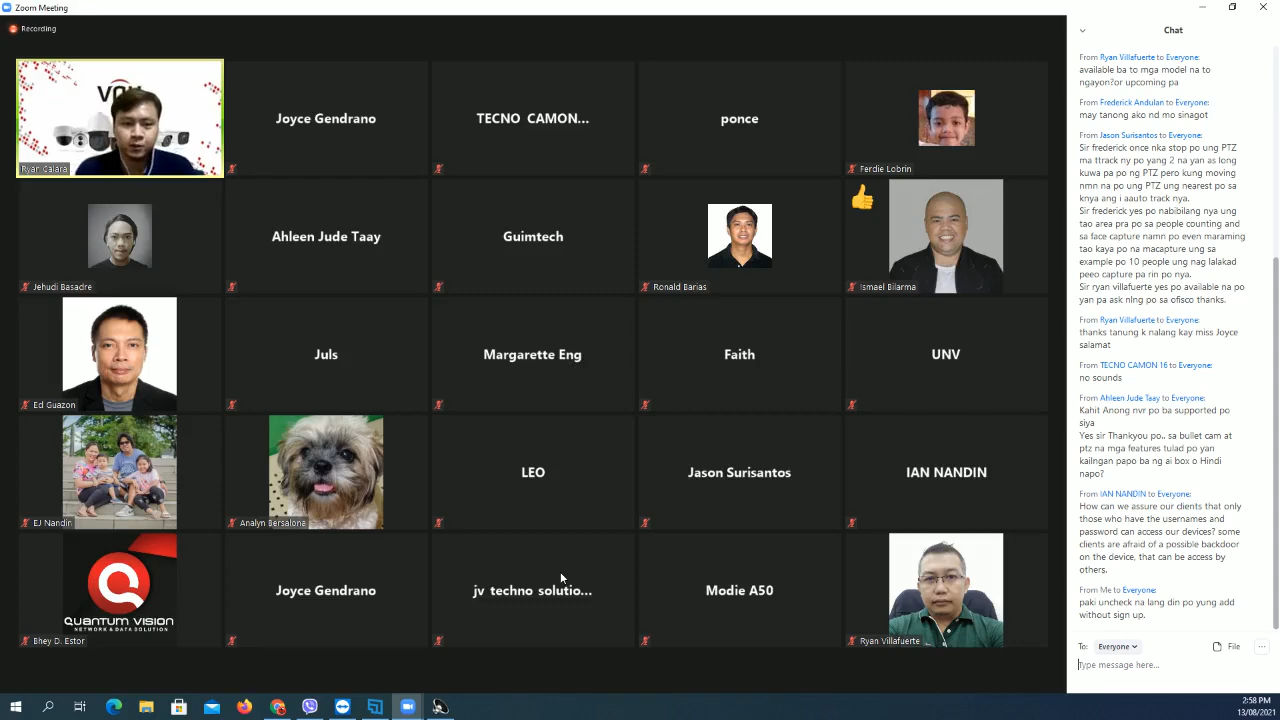 Zoom Meeting
Recording
VNV
Ryan Calara
Joyce Gendrano
TECNO CAMON...
ponce
Ferdie Lobrin
Jehudi Basadre
Ahleen Jude Taay
Guimtech
Ronald Barias
Ismael Bilarma
Ed Guazon
Juls
Margarette Eng
Faith
UNV
EJ Nandin
Analyn Bersalona
LEO
Jason Surisantos
IAN NANDIN
QUANTUM VISION
NETWORK & DATA SOLUTION
Bhey D. Estor
Joyce Gendrano
jv techno solutio...
Modie A50
Ryan Villafuerte
Chat
From Ryan Villafuerte to Everyone:
available ba to mga model na to
ngayon?or upcoming pa
From Frederick Andulan to Everyone:
may tanong ako nd mo sinagot
From Jason Surisantos to Everyone:
Sir frederick once nka stop po ung PTZ
ma ttrack ny po yang 2 na yan as long
kuwa pa po ng PTZ pero kung moving
nmn na po ung PTZ ung nearest po sa
knya ang i aauto track nya.
Sir frederick yes po nabibilang nya ung
tao area pra po sa people counting and
sa face capture namn po even maraming
tao kaya po na macapture ung sa
example po 10 people ung nag lalakad
peeo capture pa rin po nya.
Sir ryan villafuerte yes po available na po
yan pa ask nlng po sa ofisco thanks.
From Ryan Villafuerte to Everyone:
thanks tanung k nalang kay miss Joyce
salamat
From TECNO CAMON 16 to Everyone:
no sounds
From Ahleen Jude Taay to Everyone:
Kahit Anong nvr po ba supported po
siya
Yes sir Thankyou po.. sa bullet cam at
ptz na mga features tulad po yan
kailngan papo ba ng ai box o Hindi
napo?
From IAN NANDIN to Everyone:
How can we assure our clients that only
those who have the usernames and
password can access our devices? some
clients are afraid of a possible backdoor
on the device, that can be access by
others.
From Me to Everyone:
paki uncheck na lang din po yung add
without sign up.
To: Everyone
File
Type message here...
2:58 PM
13/08/2021